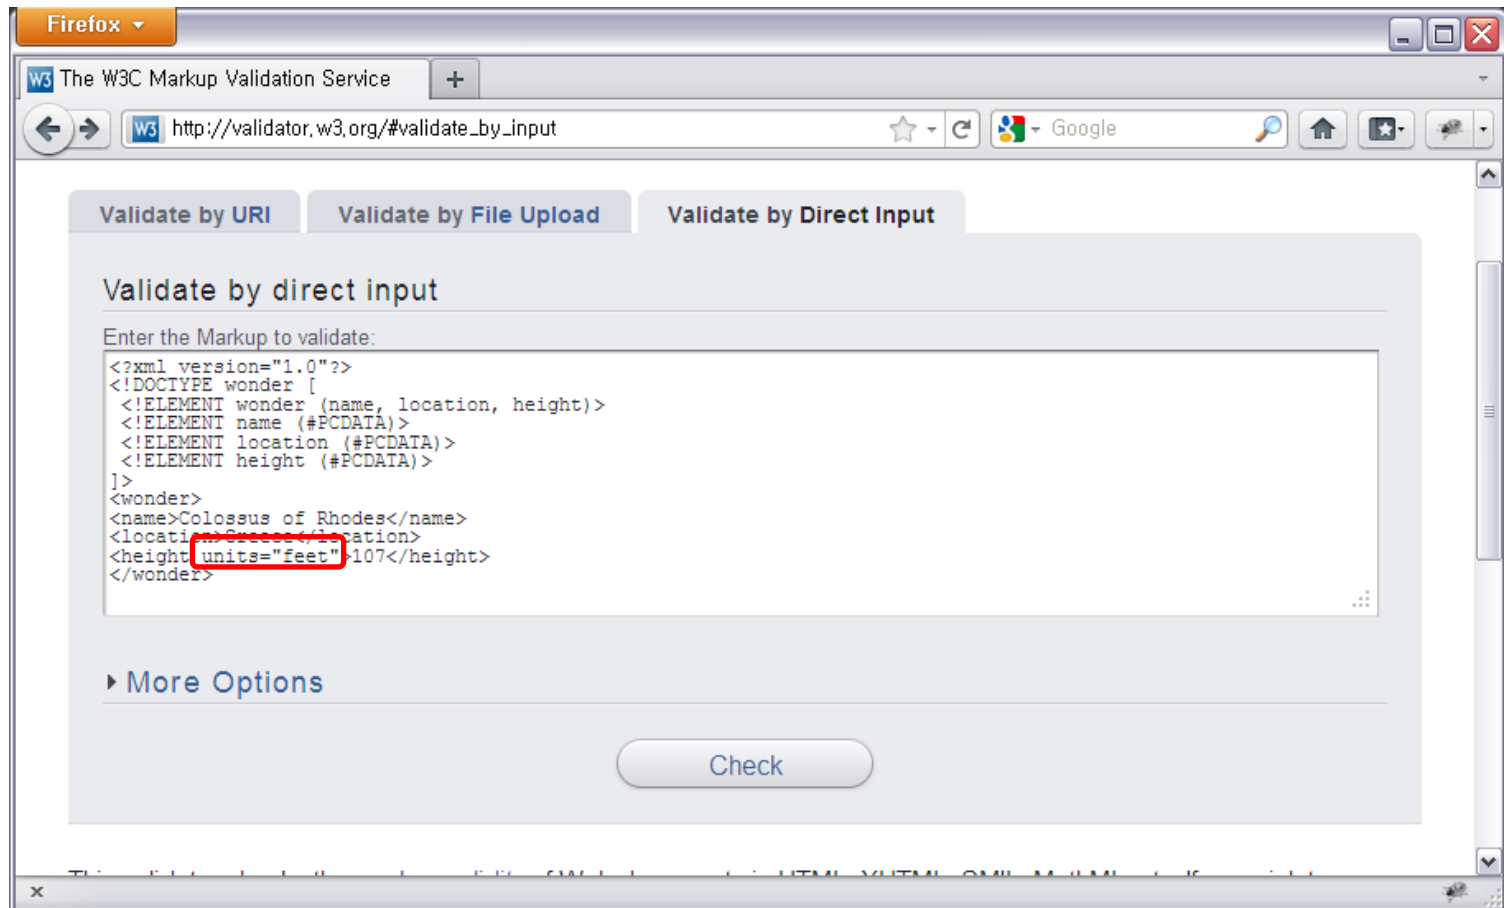 Firefox
The W3C Markup Validation Service
http://validator.w3.org/#validate_by_input
Google
Validate by URI
Validate by File Upload
Validate by Direct Input
Validate by direct input
Enter the Markup to validate:
<?xml version="1.0"?>
<!DOCTYPE wonder [
<!ELEMENT wonder (name, location, height)>
<!ELEMENT name (#PCDATA)>
<!ELEMENT location (#PCDATA)>
<!ELEMENT height (#PCDATA)>
]>
<wonder>
<name>Colossus of Rhodes</name>
<location>Greece</location>
<height units="feet">107</height>
</wonder>
More Options
Check